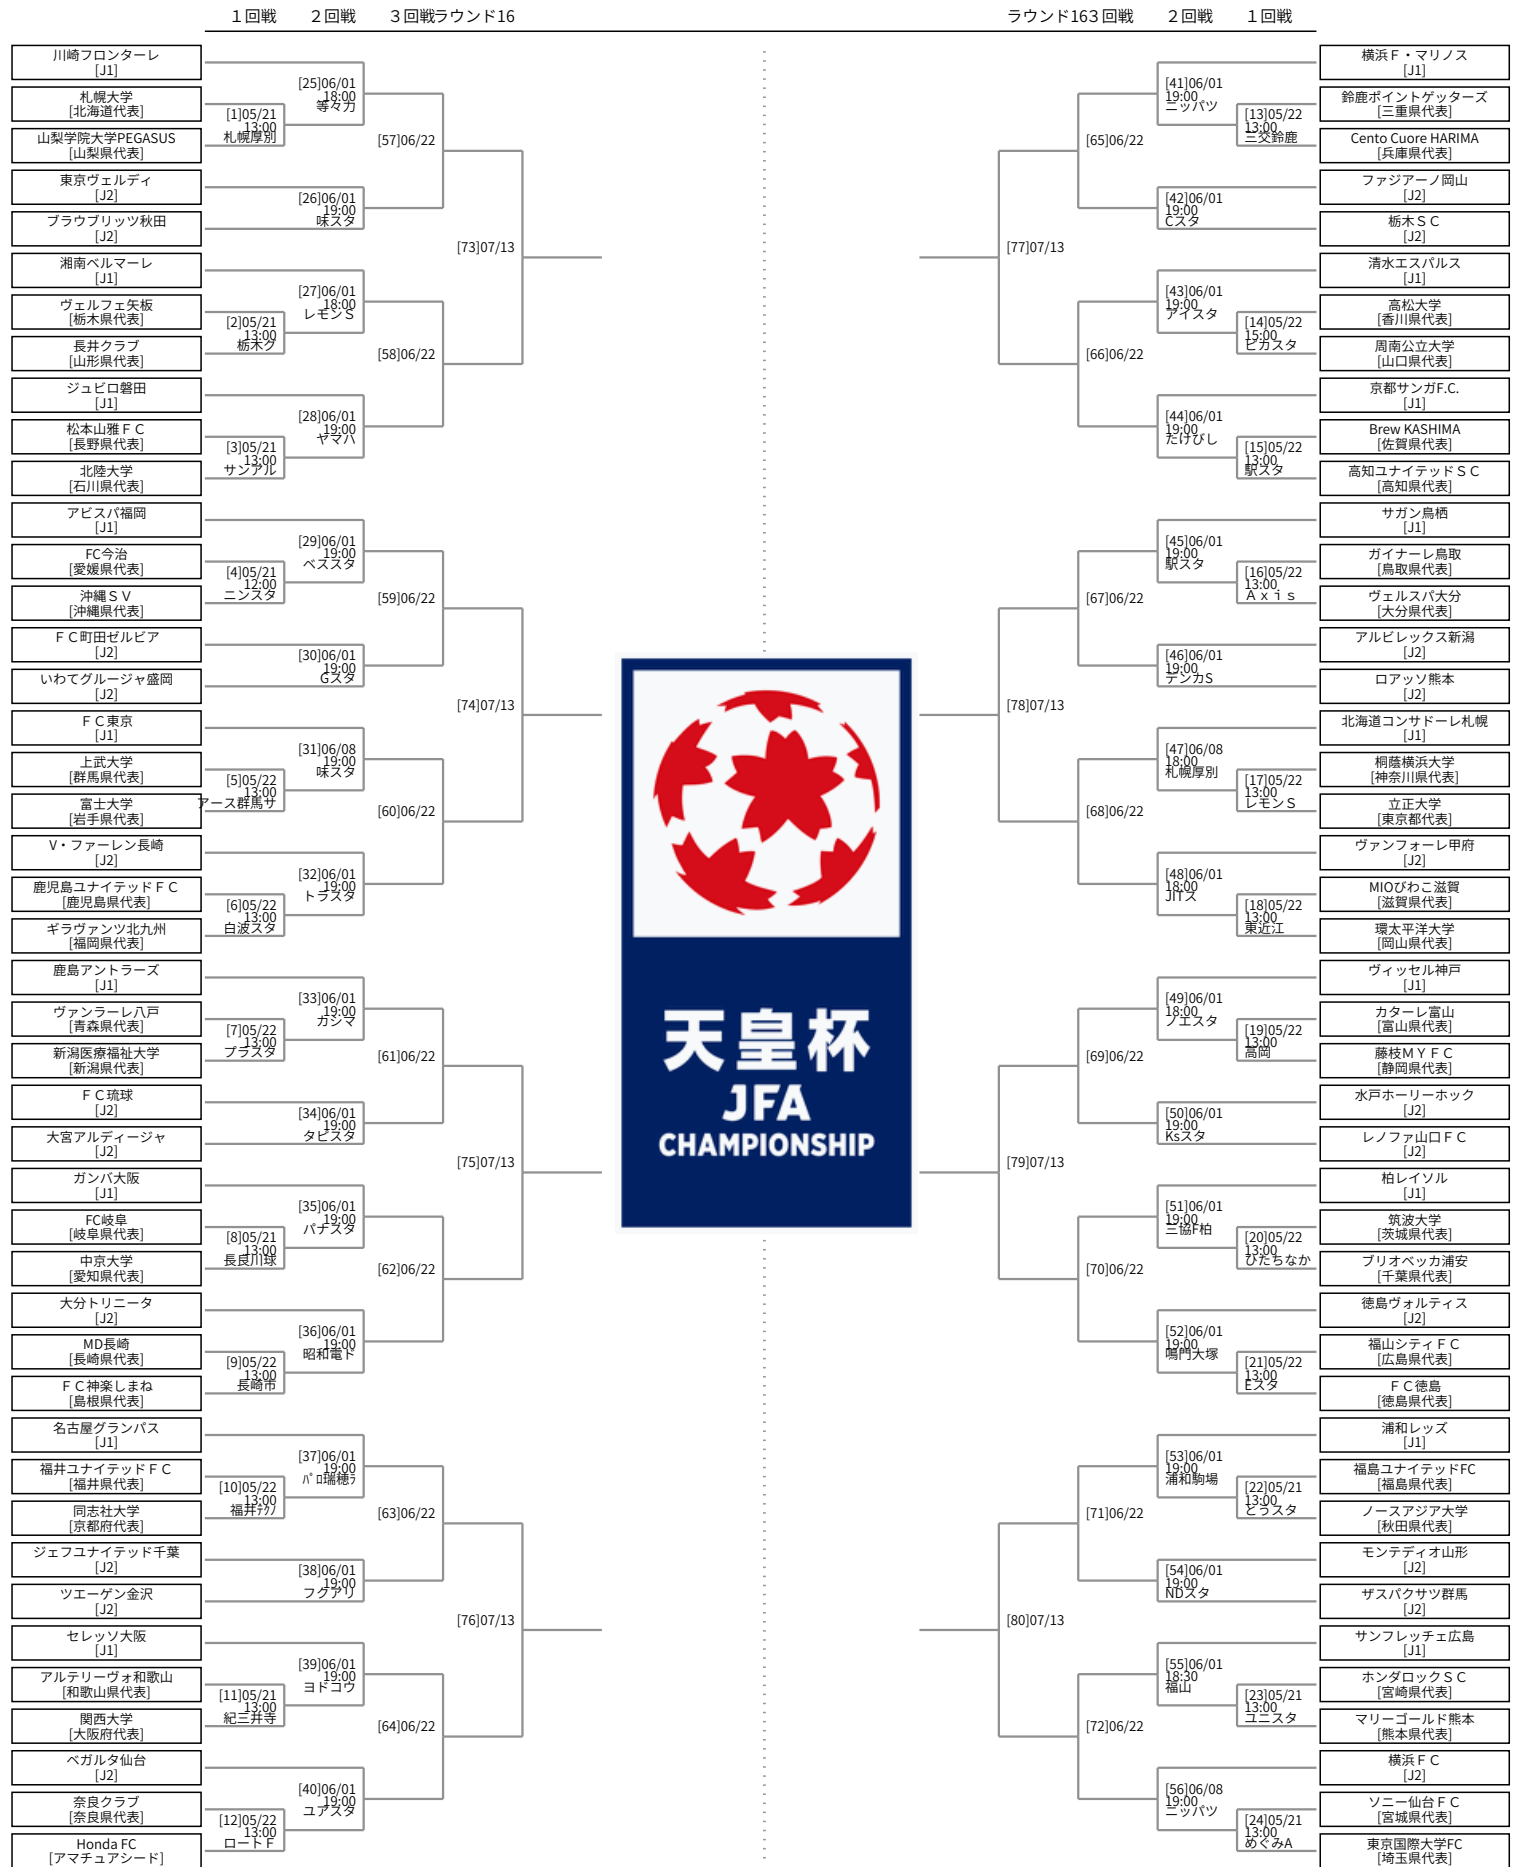 １回戦
２回戦
３回戦
ラウンド16
ラウンド16
３回戦
２回戦
１回戦
川崎フロンターレ
[J1]
札幌大学
[北海道代表]
山梨学院大学PEGASUS
[山梨県代表]
東京ヴェルディ
[J2]
ブラウブリッツ秋田
[J2]
湘南ベルマーレ
[J1]
ヴェルフェ矢板
[栃木県代表]
長井クラブ
[山形県代表]
ジュビロ磐田
[J1]
松本山雅ＦＣ
[長野県代表]
北陸大学
[石川県代表]
アビスパ福岡
[J1]
FC今治
[愛媛県代表]
沖縄ＳＶ
[沖縄県代表]
ＦＣ町田ゼルビア
[J2]
いわてグルージャ盛岡
[J2]
ＦＣ東京
[J1]
上武大学
[群馬県代表]
富士大学
[岩手県代表]
V・ファーレン長崎
[J2]
鹿児島ユナイテッドＦＣ
[鹿児島県代表]
ギラヴァンツ北九州
[福岡県代表]
鹿島アントラーズ
[J1]
ヴァンラーレ八戸
[青森県代表]
新潟医療福祉大学
[新潟県代表]
ＦＣ琉球
[J2]
大宮アルディージャ
[J2]
ガンバ大阪
[J1]
FC岐阜
[岐阜県代表]
中京大学
[愛知県代表]
大分トリニータ
[J2]
MD長崎
[長崎県代表]
ＦＣ神楽しまね
[島根県代表]
名古屋グランパス
[J1]
福井ユナイテッドＦＣ
[福井県代表]
同志社大学
[京都府代表]
ジェフユナイテッド千葉
[J2]
ツエーゲン金沢
[J2]
セレッソ大阪
[J1]
アルテリーヴォ和歌山
[和歌山県代表]
関西大学
[大阪府代表]
ベガルタ仙台
[J2]
奈良クラブ
[奈良県代表]
Honda FC
[アマチュアシード]
[1]05/21
13:00
札幌厚別
[2]05/21
13:00
栃木グ
[3]05/21
13:00
サンアル
[4]05/21
12:00
ニンスタ
[5]05/22
13:00
アース群馬サ
[6]05/22
13:00
白波スタ
[7]05/22
13:00
プラスタ
[8]05/21
13:00
長良川球
[9]05/22
13:00
長崎市
[10]05/22
13:00
福井ﾃｸﾉ
[11]05/21
13:00
紀三井寺
[12]05/22
13:00
ロートＦ
[25]06/01
18:00
等々力
[26]06/01
19:00
味スタ
[27]06/01
18:00
レモンＳ
[28]06/01
19:00
ヤマハ
[29]06/01
19:00
ベススタ
[30]06/01
19:00
Gスタ
[31]06/08
19:00
味スタ
[32]06/01
19:00
トラスタ
[33]06/01
19:00
カシマ
[34]06/01
19:00
タピスタ
[35]06/01
19:00
パナスタ
[36]06/01
19:00
昭和電ド
[37]06/01
19:00
ﾊﾟﾛ瑞穂ﾗ
[38]06/01
19:00
フクアリ
[39]06/01
19:00
ヨドコウ
[40]06/01
19:00
ユアスタ
[57]06/22
[58]06/22
[59]06/22
[60]06/22
[61]06/22
[62]06/22
[63]06/22
[64]06/22
[73]07/13
[74]07/13
[75]07/13
[76]07/13
天皇杯
JFA
CHAMPIONSHIP
[77]07/13
[78]07/13
[79]07/13
[80]07/13
[65]06/22
[66]06/22
[67]06/22
[68]06/22
[69]06/22
[70]06/22
[71]06/22
[72]06/22
[41]06/01
19:00
ニッパツ
[42]06/01
19:00
Cスタ
[43]06/01
19:00
アイスタ
[44]06/01
19:00
たけびし
[45]06/01
19:00
駅スタ
[46]06/01
19:00
デンカS
[47]06/08
18:00
札幌厚別
[48]06/01
18:00
JITス
[49]06/01
18:00
ノエスタ
[50]06/01
19:00
Ksスタ
[51]06/01
19:00
三協F柏
[52]06/01
19:00
鳴門大塚
[53]06/01
19:00
浦和駒場
[54]06/01
19:00
NDスタ
[55]06/01
18:30
福山
[56]06/08
19:00
ニッパツ
[13]05/22
13:00
三交鈴鹿
[14]05/22
15:00
ピカスタ
[15]05/22
13:00
駅スタ
[16]05/22
13:00
Ａｘｉｓ
[17]05/22
13:00
レモンＳ
[18]05/22
13:00
東近江
[19]05/22
13:00
高岡
[20]05/22
13:00
ひたちなか
[21]05/22
13:00
Eスタ
[22]05/21
13:00
とうスタ
[23]05/21
13:00
ユニスタ
[24]05/21
13:00
めぐみA
横浜Ｆ・マリノス
[J1]
鈴鹿ポイントゲッターズ
[三重県代表]
Cento Cuore HARIMA
[兵庫県代表]
ファジアーノ岡山
[J2]
栃木ＳＣ
[J2]
清水エスパルス
[J1]
高松大学
[香川県代表]
周南公立大学
[山口県代表]
京都サンガF.C.
[J1]
Brew KASHIMA
[佐賀県代表]
高知ユナイテッドＳＣ
[高知県代表]
サガン鳥栖
[J1]
ガイナーレ鳥取
[鳥取県代表]
ヴェルスパ大分
[大分県代表]
アルビレックス新潟
[J2]
ロアッソ熊本
[J2]
北海道コンサドーレ札幌
[J1]
桐蔭横浜大学
[神奈川県代表]
立正大学
[東京都代表]
ヴァンフォーレ甲府
[J2]
MIOびわこ滋賀
[滋賀県代表]
環太平洋大学
[岡山県代表]
ヴィッセル神戸
[J1]
カターレ富山
[富山県代表]
藤枝ＭＹＦＣ
[静岡県代表]
水戸ホーリーホック
[J2]
レノファ山口ＦＣ
[J2]
柏レイソル
[J1]
筑波大学
[茨城県代表]
ブリオベッカ浦安
[千葉県代表]
徳島ヴォルティス
[J2]
福山シティＦＣ
[広島県代表]
ＦＣ徳島
[徳島県代表]
浦和レッズ
[J1]
福島ユナイテッドFC
[福島県代表]
ノースアジア大学
[秋田県代表]
モンテディオ山形
[J2]
ザスパクサツ群馬
[J2]
サンフレッチェ広島
[J1]
ホンダロックＳＣ
[宮崎県代表]
マリーゴールド熊本
[熊本県代表]
横浜ＦＣ
[J2]
ソニー仙台ＦＣ
[宮城県代表]
東京国際大学FC
[埼玉県代表]